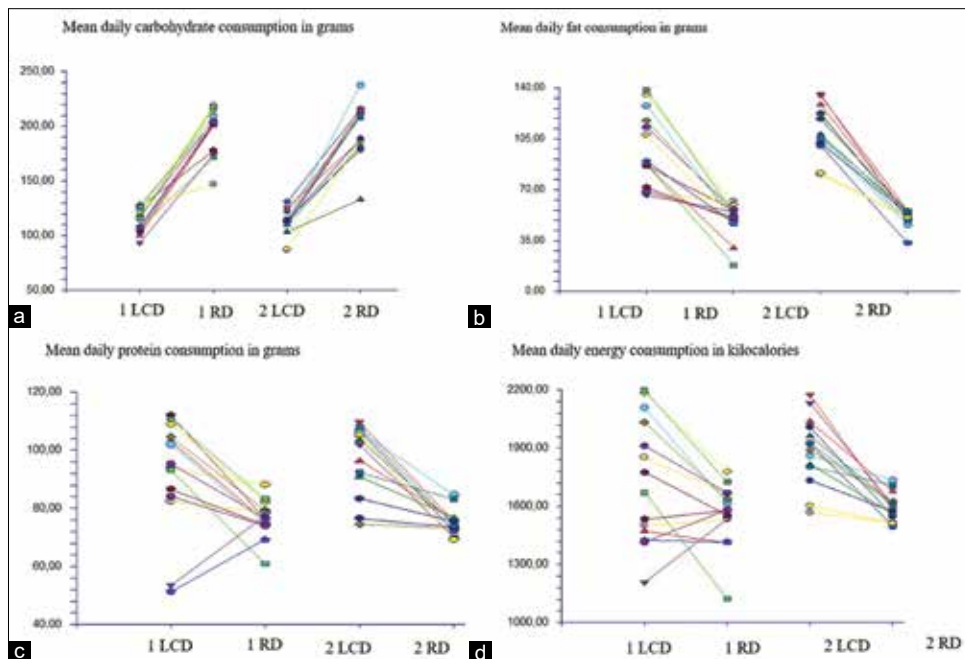 Mean daily carbohydrate consumption in grams
250,00
200,00
150,00
100,00
50,00
1 LCD 1 RD 2 LCD 2 RD
a
Mean daily fat consumption in grams
140,00
105,00
70,00
35,00
0,00
1 LCD 1 RD 2 LCD 2 RD
b
Mean daily protein consumption in grams
120,00
100,00
80,00
60,00
40,00
1 LCD 1 RD 2 LCD 2 RD
c
Mean daily energy consumption in kilocalories
2200,00
1900,00
1600,00
1300,00
1000,00
1 LCD 1 RD 2 LCD 2 RD
d